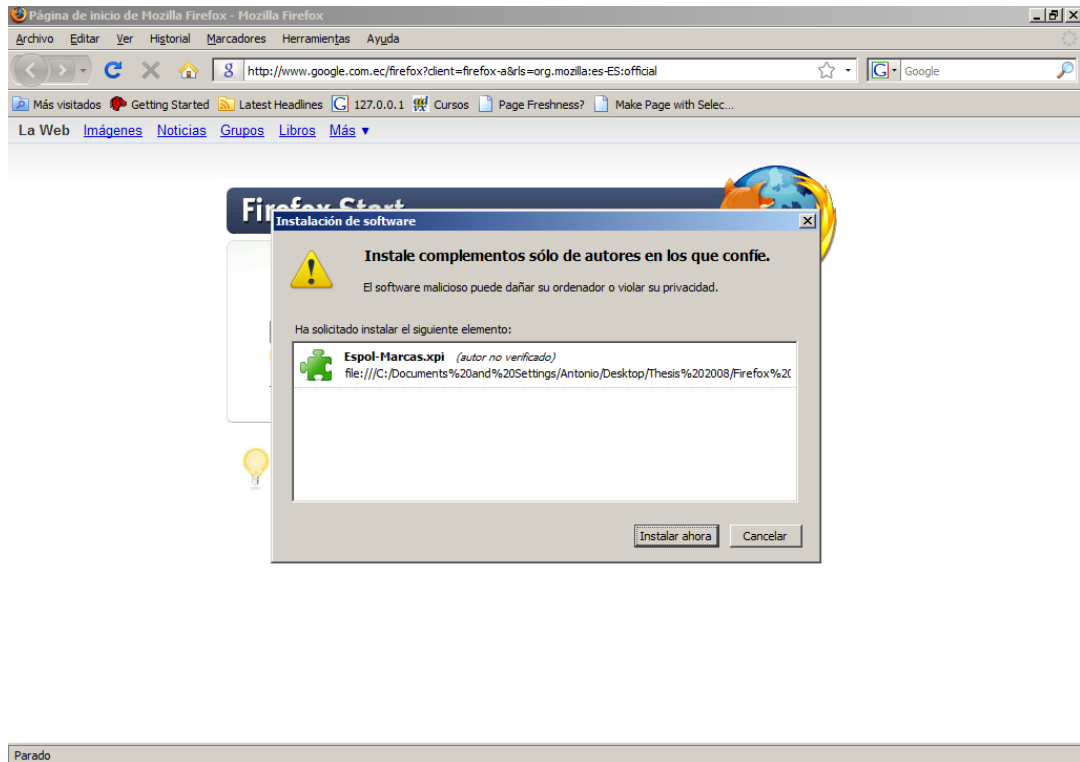 Página de inicio de Mozilla Firefox - Mozilla Firefox
Archivo Editar Ver Historial Marcadores Herramientas Ayuda
http://www.google.com.ec/firefox?client=firefox-a&rls=org.mozilla:es-ES:official G Google
Más visitados Getting Started Latest Headlines G 127.0.0.1 Cursos Page Freshness? Make Page with Selec...
La Web Imágenes Noticias Grupos Libros Más ▼
Firefox Start
Instalación de software
Instale complementos sólo de autores en los que confíe.
El software malicioso puede dañar su ordenador o violar su privacidad.
Ha solicitado instalar el siguiente elemento:
Espol-Marcas.xpi (autor no verificado)
file:///C:/Documents%20and%20Settings/Antonio/Desktop/Thesis%202008/Firefox%20
Instalar ahora Cancelar
Parado